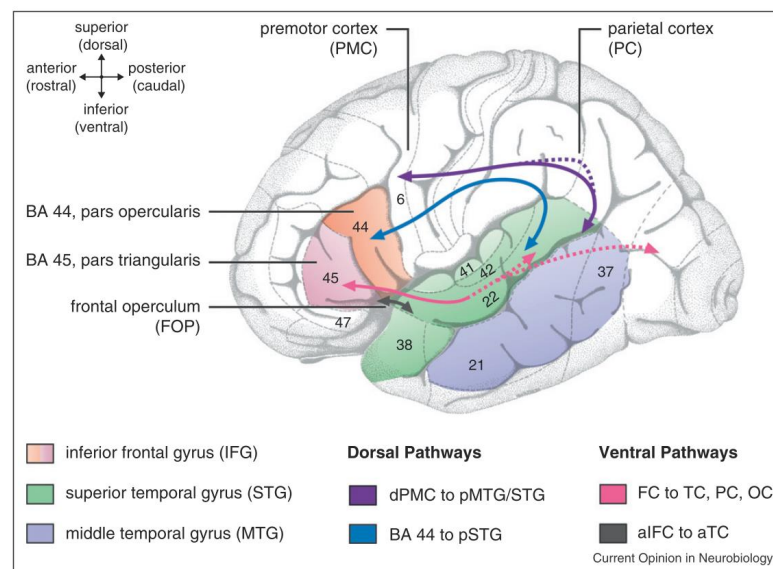 superior
(dorsal)
anterior
(rostral)
posterior
(caudal)
inferior
(ventral)
premotor cortex
(PMC)
parietal cortex
(PC)
BA 44, pars opercularis
BA 45, pars triangularis
frontal operculum
(FOP)
6
44
45
47
41
42
22
38
21
37
inferior frontal gyrus (IFG)
superior temporal gyrus (STG)
middle temporal gyrus (MTG)
Dorsal Pathways
dPMC to pMTG/STG
BA 44 to pSTG
Ventral Pathways
FC to TC, PC, OC
aIFC to aTC
Current Opinion in Neurobiology